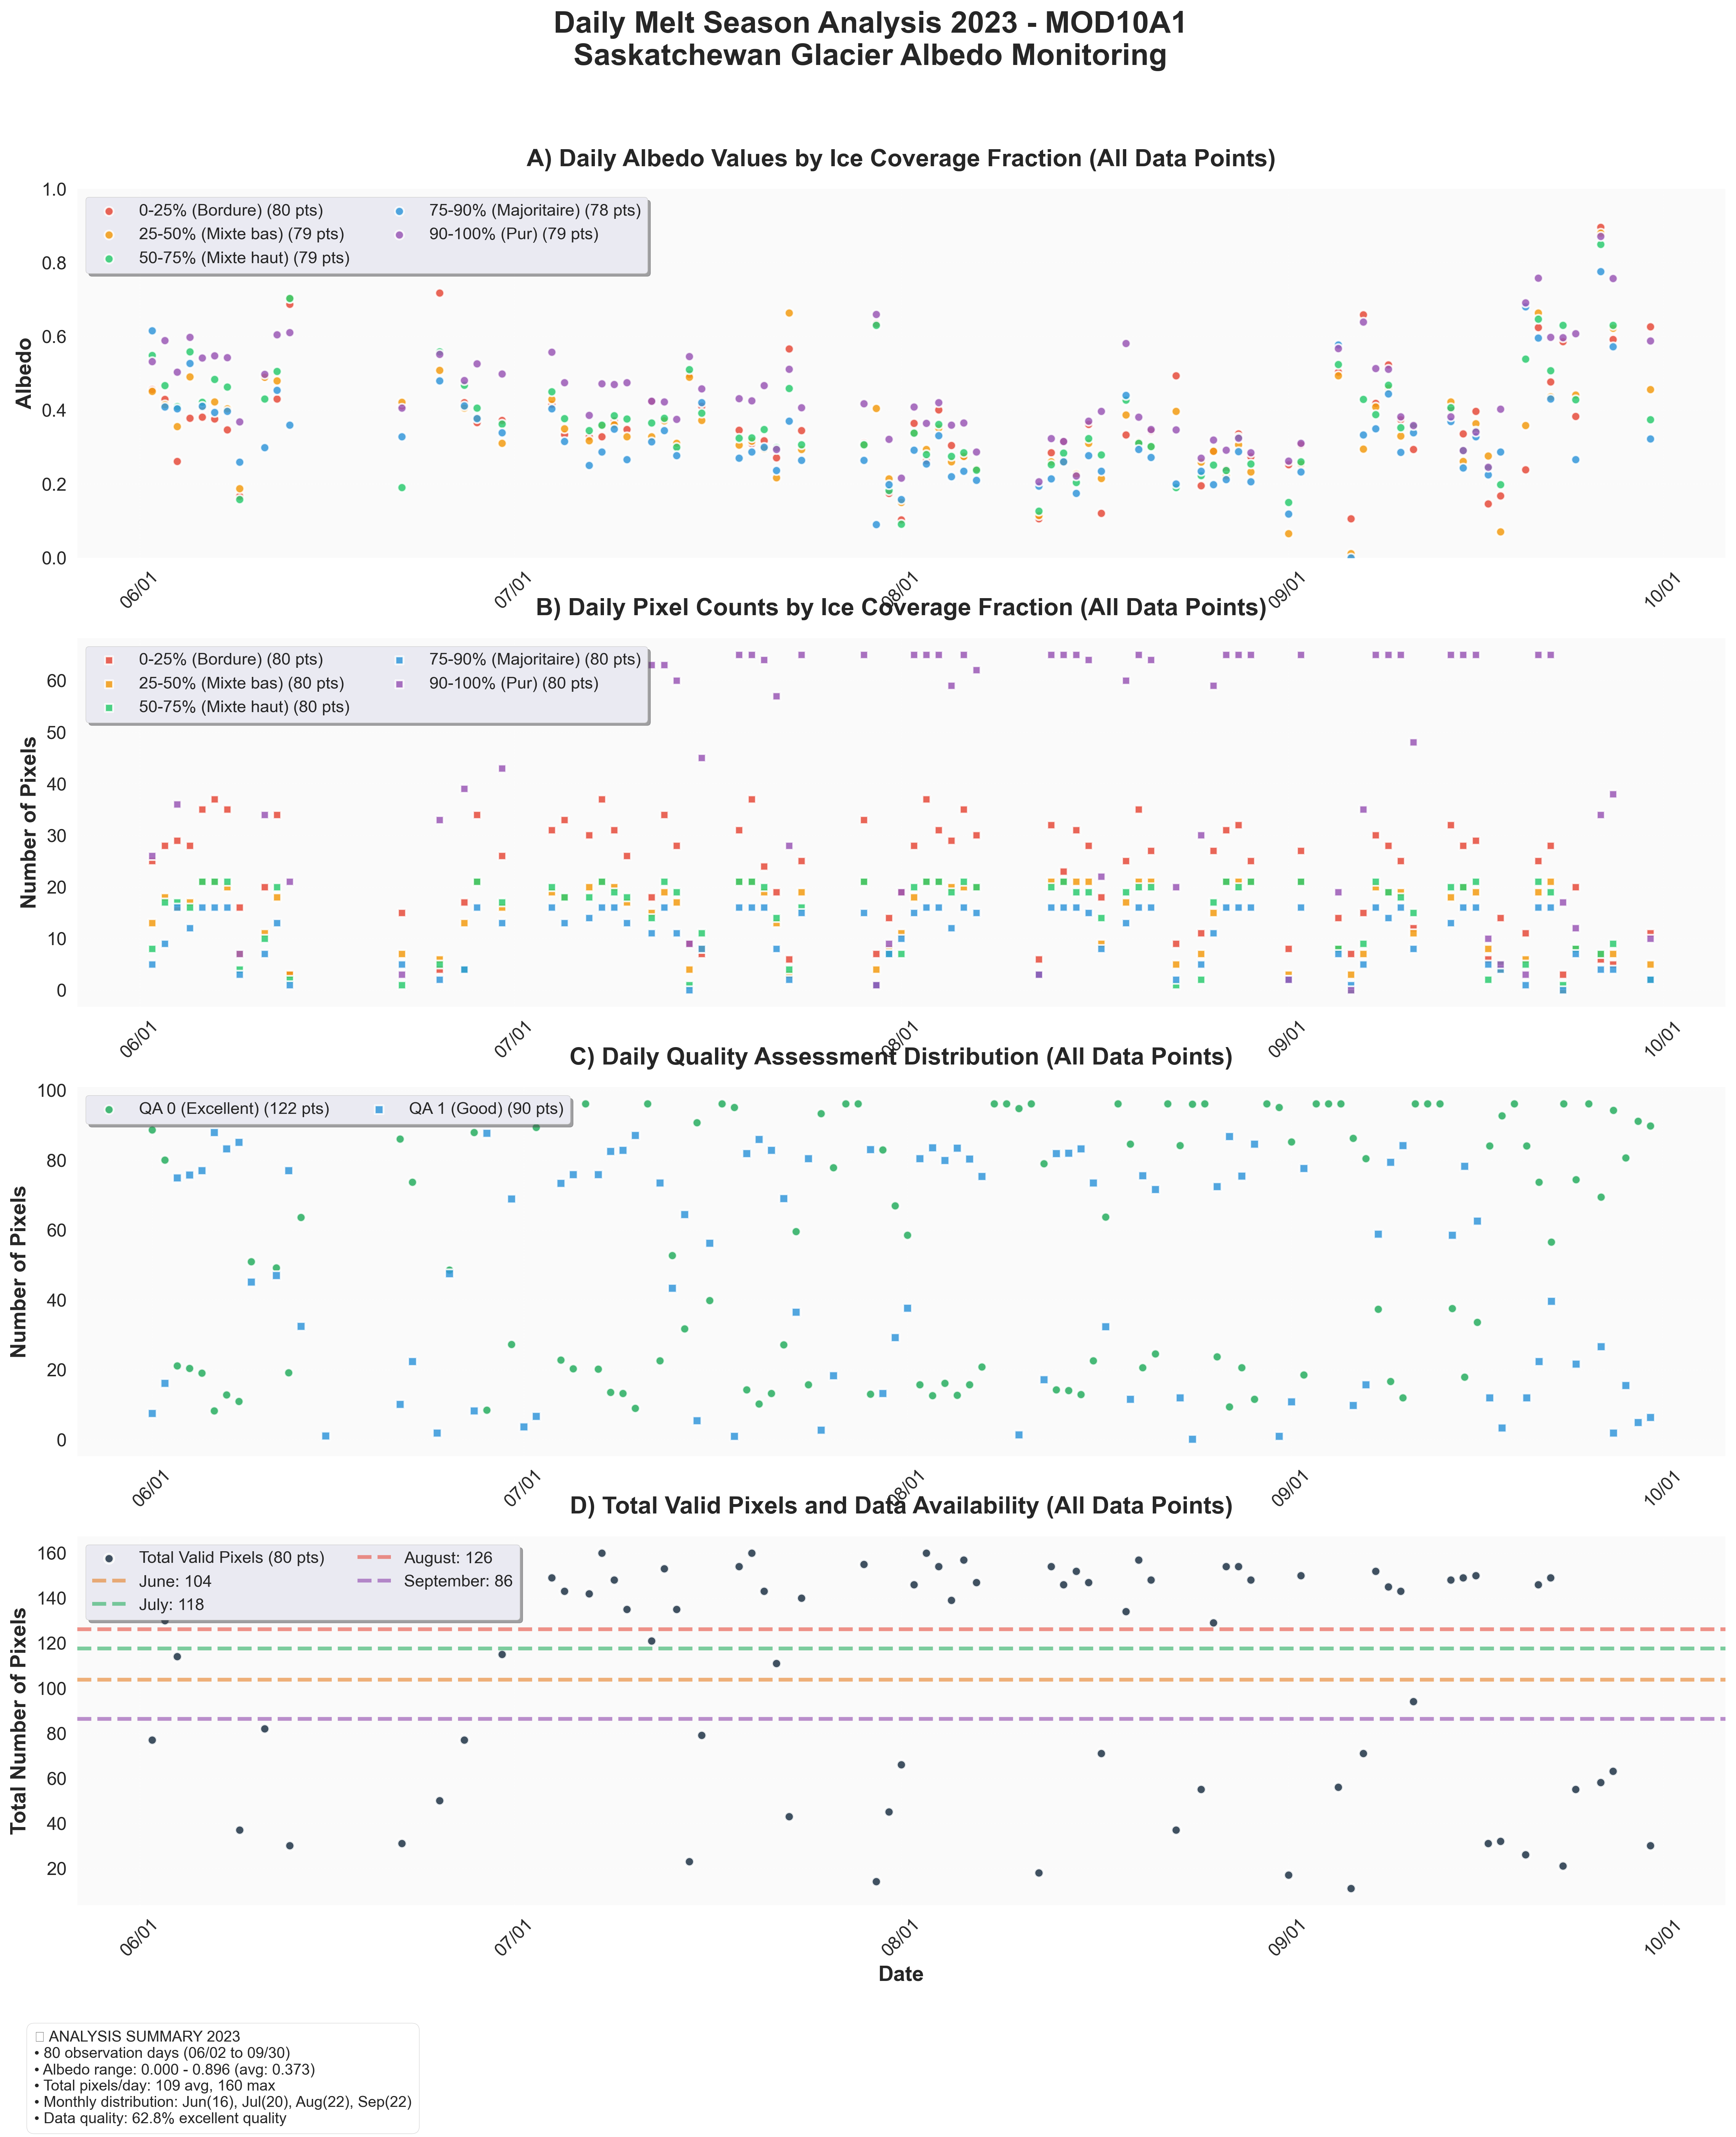 Daily Melt Season Analysis 2023 - MOD10A1
Saskatchewan Glacier Albedo Monitoring
A) Daily Albedo Values by Ice Coverage Fraction (All Data Points)
0-25% (Bordure) (80 pts)
25-50% (Mixte bas) (79 pts)
50-75% (Mixte haut) (79 pts)
75-90% (Majoritaire) (78 pts)
90-100% (Pur) (79 pts)
Albedo
1.0
0.8
0.6
0.4
0.2
0.0
06/01
07/01
08/01
09/01
10/01
B) Daily Pixel Counts by Ice Coverage Fraction (All Data Points)
0-25% (Bordure) (80 pts)
25-50% (Mixte bas) (80 pts)
50-75% (Mixte haut) (80 pts)
75-90% (Majoritaire) (80 pts)
90-100% (Pur) (80 pts)
Number of Pixels
60
50
40
30
20
10
0
06/01
07/01
08/01
09/01
10/01
C) Daily Quality Assessment Distribution (All Data Points)
QA 0 (Excellent) (122 pts)
QA 1 (Good) (90 pts)
Number of Pixels
100
80
60
40
20
0
06/01
07/01
08/01
09/01
10/01
D) Total Valid Pixels and Data Availability (All Data Points)
Total Valid Pixels (80 pts)
June: 104
July: 118
August: 126
September: 86
Total Number of Pixels
160
140
120
100
80
60
40
20
06/01
07/01
08/01
09/01
10/01
Date
ANALYSIS SUMMARY 2023
• 80 observation days (06/02 to 09/30)
• Albedo range: 0.000 - 0.896 (avg: 0.373)
• Total pixels/day: 109 avg, 160 max
• Monthly distribution: Jun(16), Jul(20), Aug(22), Sep(22)
• Data quality: 62.8% excellent quality